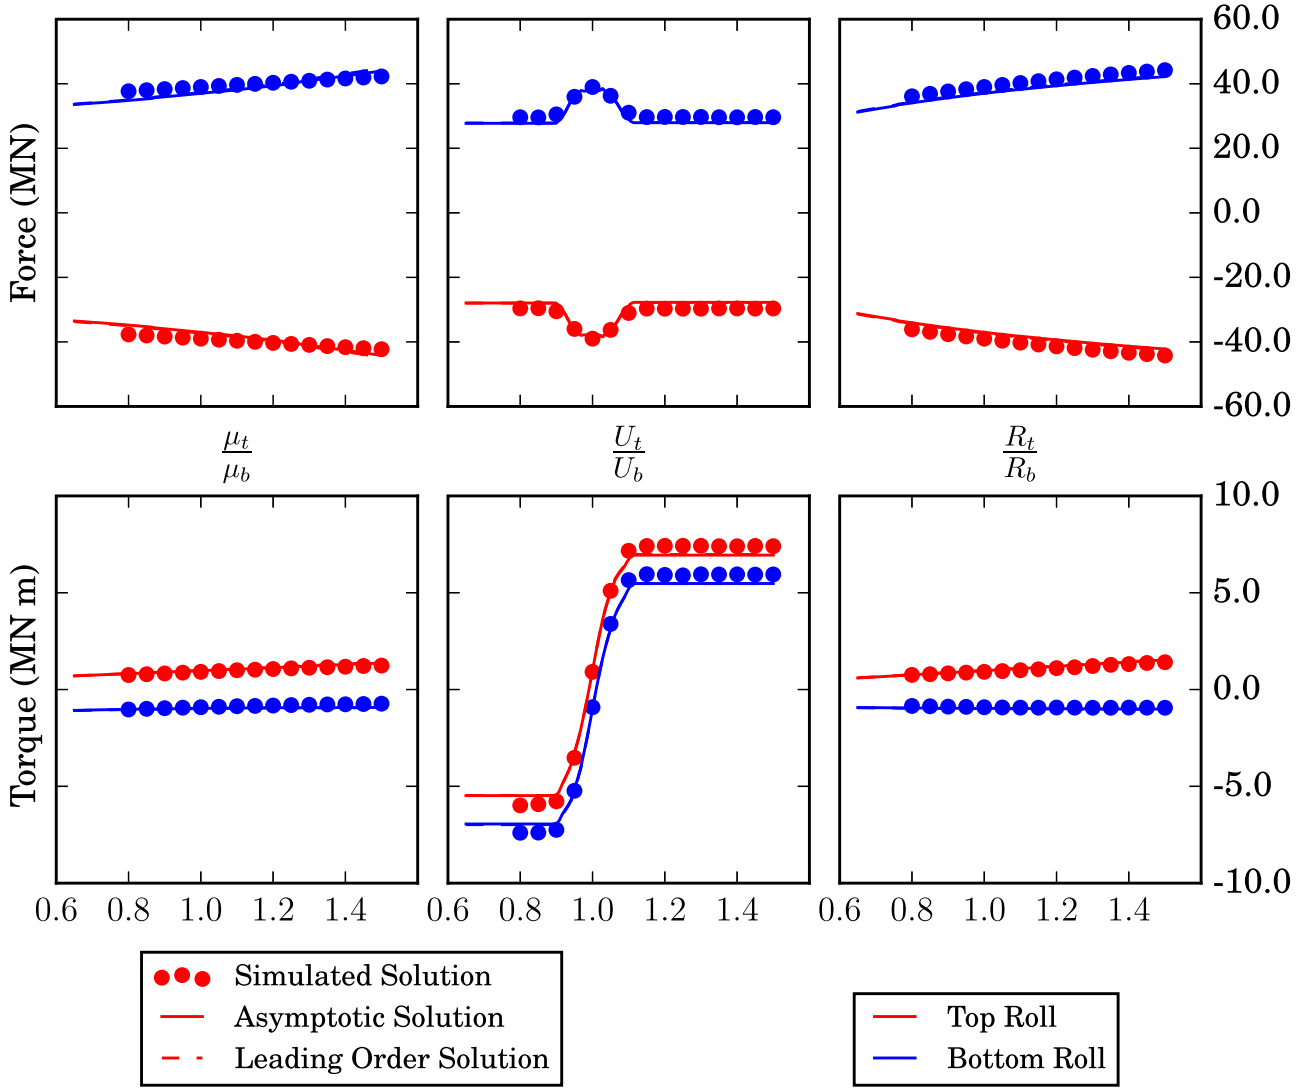 Force (MN)
60.0
40.0
20.0
0.0
-20.0
-40.0
-60.0
μt/μb
Ut/Ub
Rt/Rb
Torque (MN m)
10.0
5.0
0.0
-5.0
-10.0
0.6 0.8 1.0 1.2 1.4 0.6 0.8 1.0 1.2 1.4 0.6 0.8 1.0 1.2 1.4
Simulated Solution
Asymptotic Solution
Leading Order Solution
Top Roll
Bottom Roll